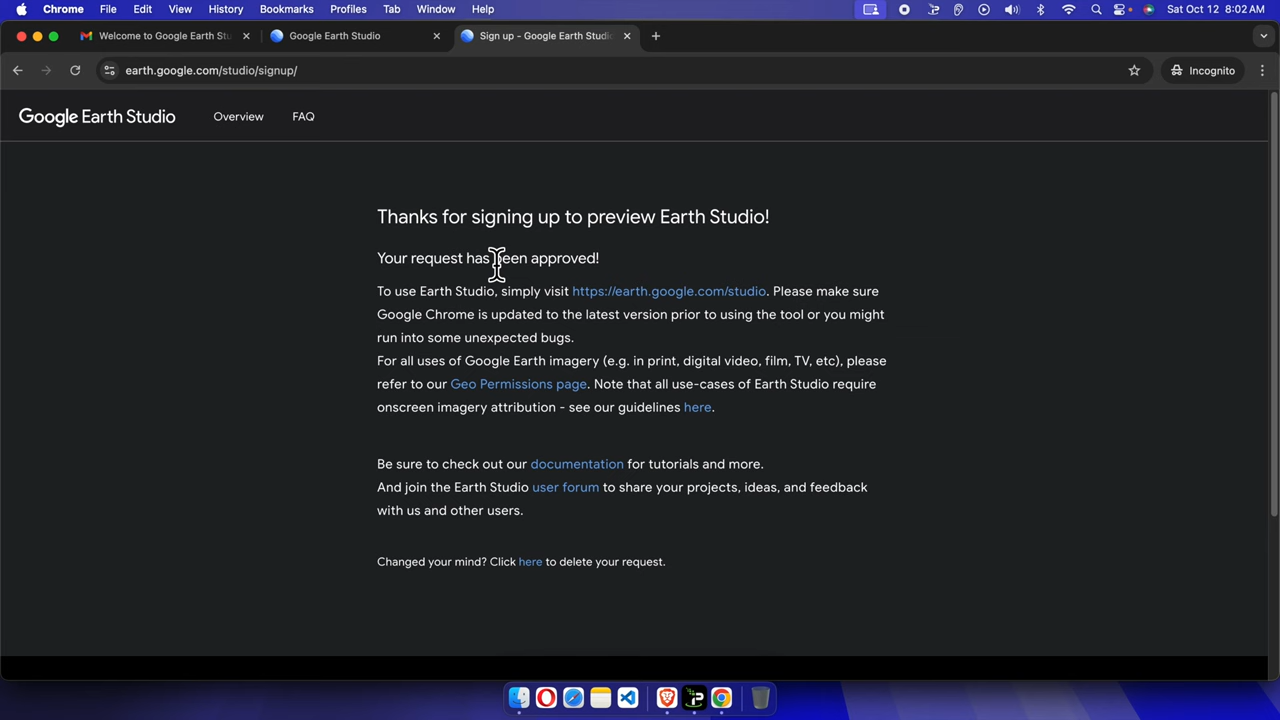 Chrome File Edit View History Bookmarks Profiles Tab Window Help Sat Oct 12 8:02 AM
Welcome to Google Earth Stu Google Earth Studio Sign up - Google Earth Studio
earth.google.com/studio/signup/ Incognito
Google Earth Studio Overview FAQ
Thanks for signing up to preview Earth Studio!
Your request has been approved!
To use Earth Studio, simply visit https://earth.google.com/studio. Please make sure
Google Chrome is updated to the latest version prior to using the tool or you might
run into some unexpected bugs.
For all uses of Google Earth imagery (e.g. in print, digital video, film, TV, etc), please
refer to our Geo Permissions page. Note that all use-cases of Earth Studio require
onscreen imagery attribution - see our guidelines here.
Be sure to check out our documentation for tutorials and more.
And join the Earth Studio user forum to share your projects, ideas, and feedback
with us and other users.
Changed your mind? Click here to delete your request.